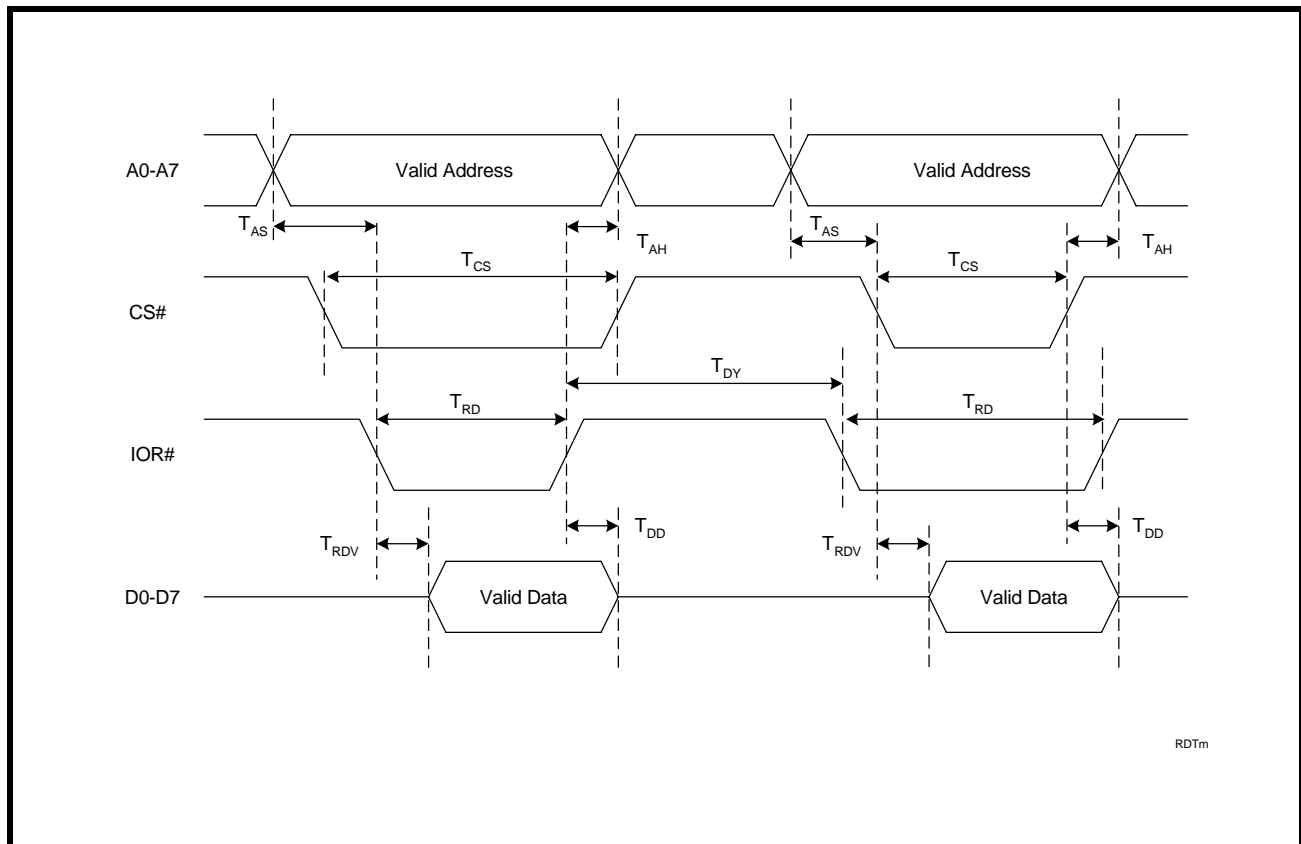 A0-A7
Valid Address
Valid Address
TAS
TAH
TAS
TAH
TCS
TCS
CS#
TDY
TRD
TRD
IOR#
TRDV
TDD
TRDV
TDD
D0-D7
Valid Data
Valid Data
RDTm